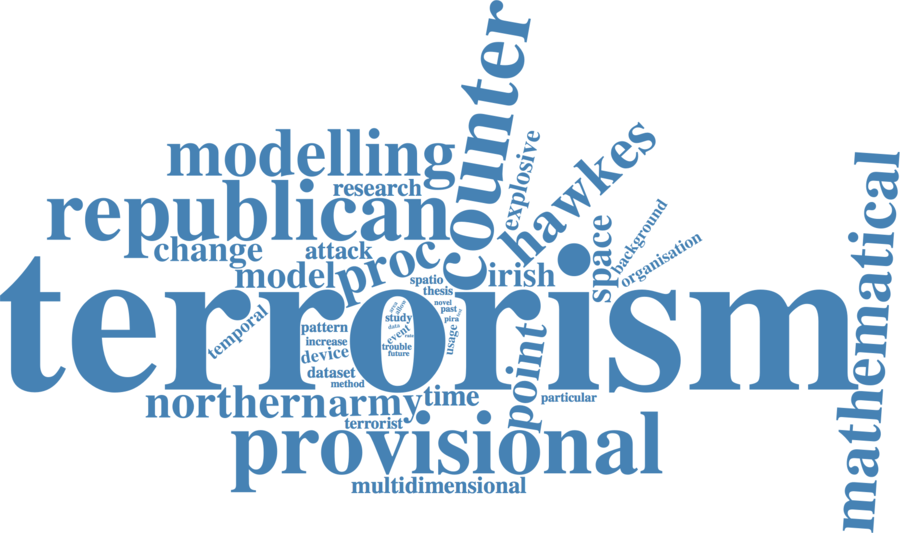 counter
modelling
explosive
hawkes
research
republican
mathematical
background
change
attack
proc
space
organisation
model
irish
spatio
thesis
terrorism
temporal
novel
past
study
pira
data
event
usage
pattern
increase
trouble
future
device
point
dataset
method
northern
army
time
particular
terrorist
provisional
multidimensional